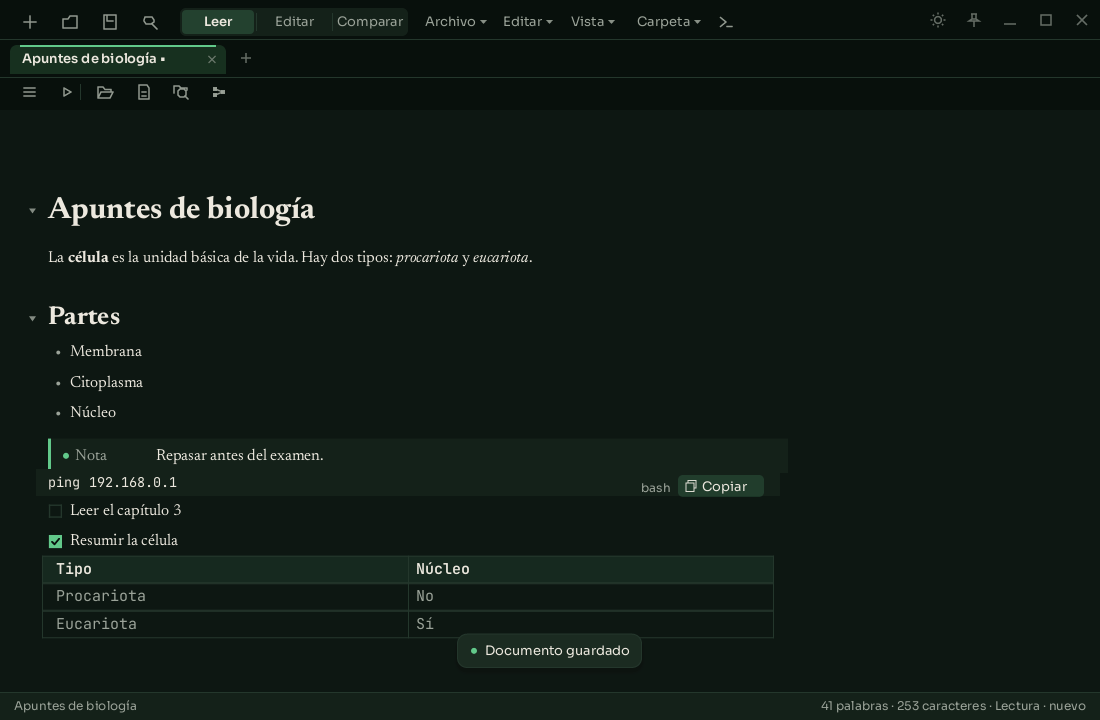 Leer Editar Comparar Archivo Editar Vista Carpeta
Apuntes de biología •
Apuntes de biología
La célula es la unidad básica de la vida. Hay dos tipos: procariota y eucariota.
Partes
• Membrana
• Citoplasma
• Núcleo
• Nota Repasar antes del examen.
ping 192.168.0.1
bash Copiar
Leer el capítulo 3
Resumir la célula
Tipo Núcleo
Procariota No
Eucariota Sí
• Documento guardado
Apuntes de biología 41 palabras · 253 caracteres · Lectura · nuevo